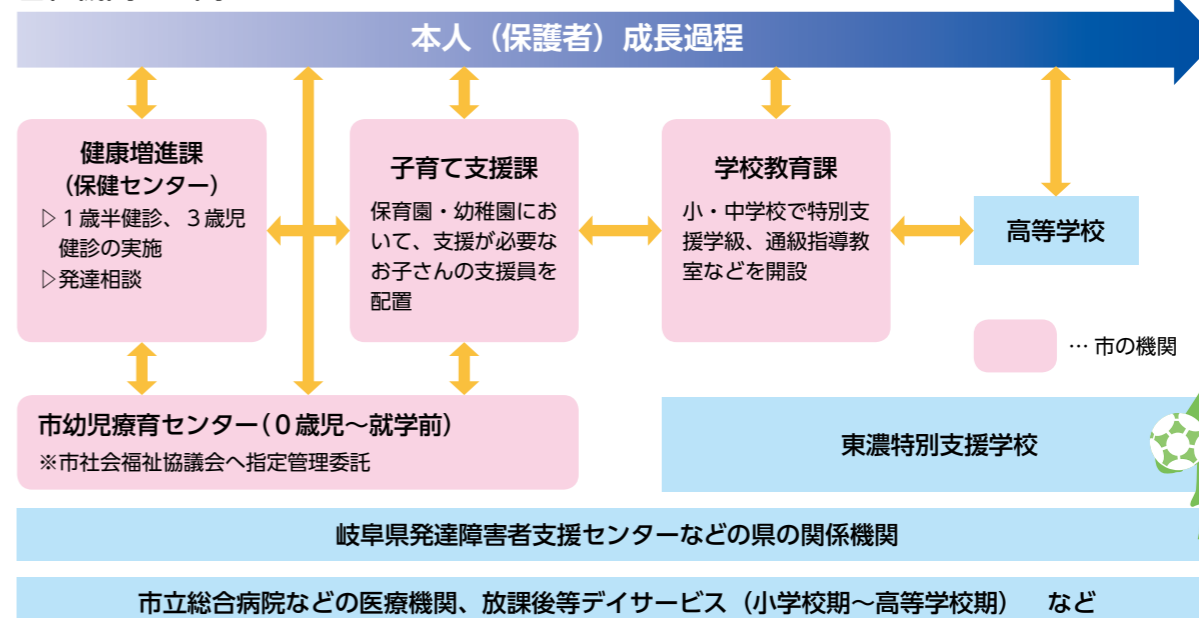 本人（保護者）成長過程
健康増進課
（保健センター）
▷１歳半健診、３歳児
健診の実施
▷発達相談
子育て支援課
保育園・幼稚園にお
いて、支援が必要な
お子さんの支援員を
配置
学校教育課
小・中学校で特別支
援学級、通級指導教
室などを開設
高等学校
… 市の機関
市幼児療育センター（０歳児〜就学前）
※市社会福祉協議会へ指定管理委託
東濃特別支援学校
岐阜県発達障害者支援センターなどの県の関係機関
市立総合病院などの医療機関、放課後等デイサービス（小学校期〜高等学校期）　など